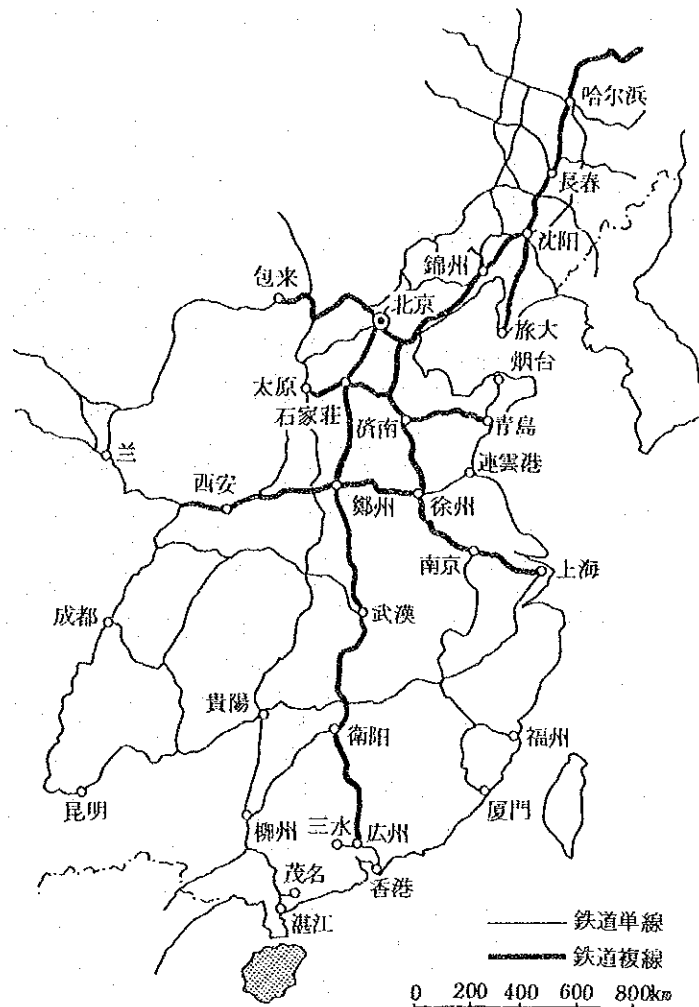 哈尔浜
長春
沈阳
錦州
包来
北京
旅大
烟台
太原
石家荘
済南
青島
兰
連雲港
西安
鄭州
徐州
南京
上海
成都
武漢
貴陽
衛阳
福州
昆明
厦門
柳州
三水
広州
香港
茂名
湛江
鉄道単線
鉄道複線
0 200 400 600 800km